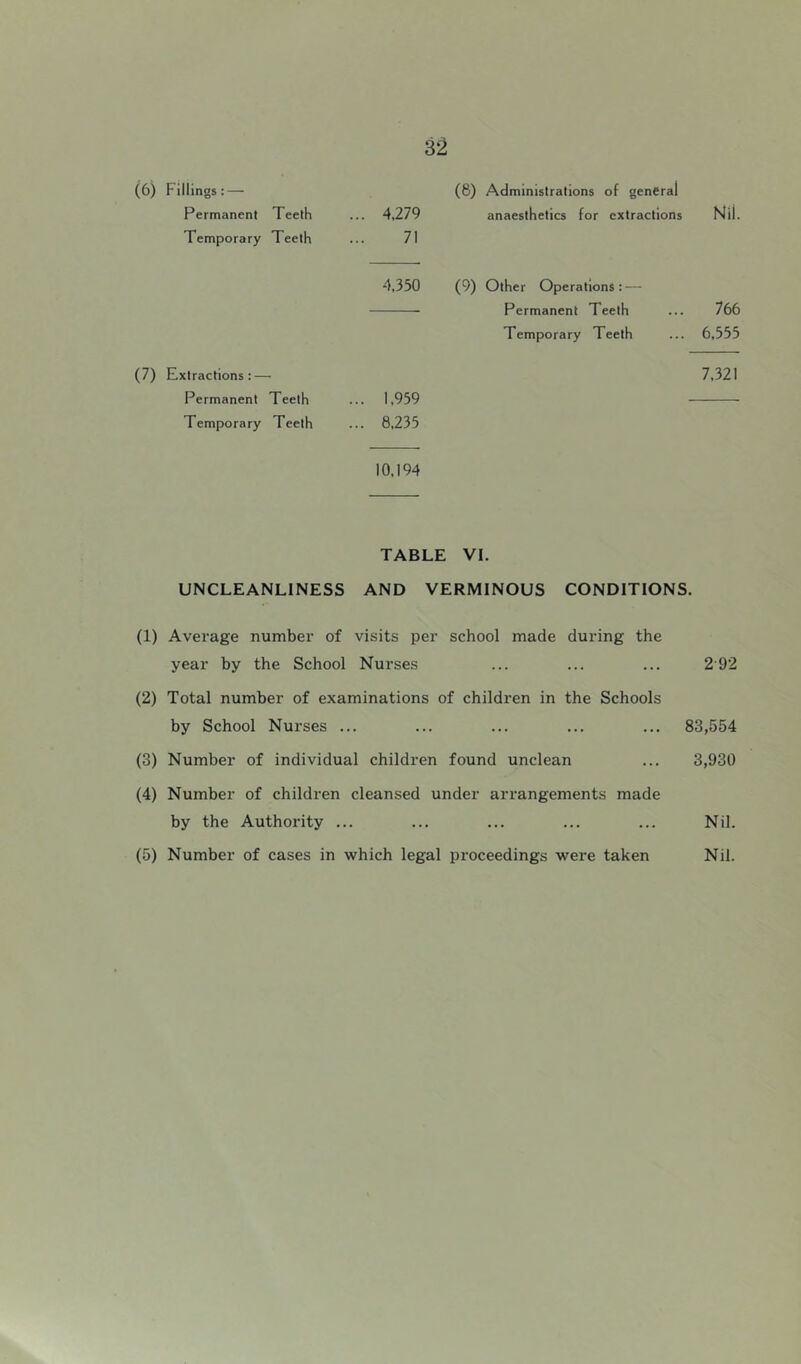 32
(6) Fillings: —
Permanent Teeth ... 4,279
Temporary Teeth ... 71
4,350
(7) Extractions: —
Permanent Teeth ... 1,959
Temporary Teeth ... 8,235
10,194
(8) Administrations of general
anaesthetics for extractions Nil.
(9) Other Operations: —
Permanent Teeth ... 766
Temporary Teeth ... 6,555
7,321
TABLE VI.
UNCLEANLINESS AND VERMINOUS CONDITIONS.
(1) Average number of visits per school made during the
year by the School Nurses ... ... ... 2·92
(2) Total number of examinations of children in the Schools
by School Nurses ... ... ... ... ... 83,554
(3) Number of individual children found unclean ... 3,930
(4) Number of children cleansed under arrangements made
by the Authority ... ... ... ... ... Nil.
(5) Number of cases in which legal proceedings were taken Nil.